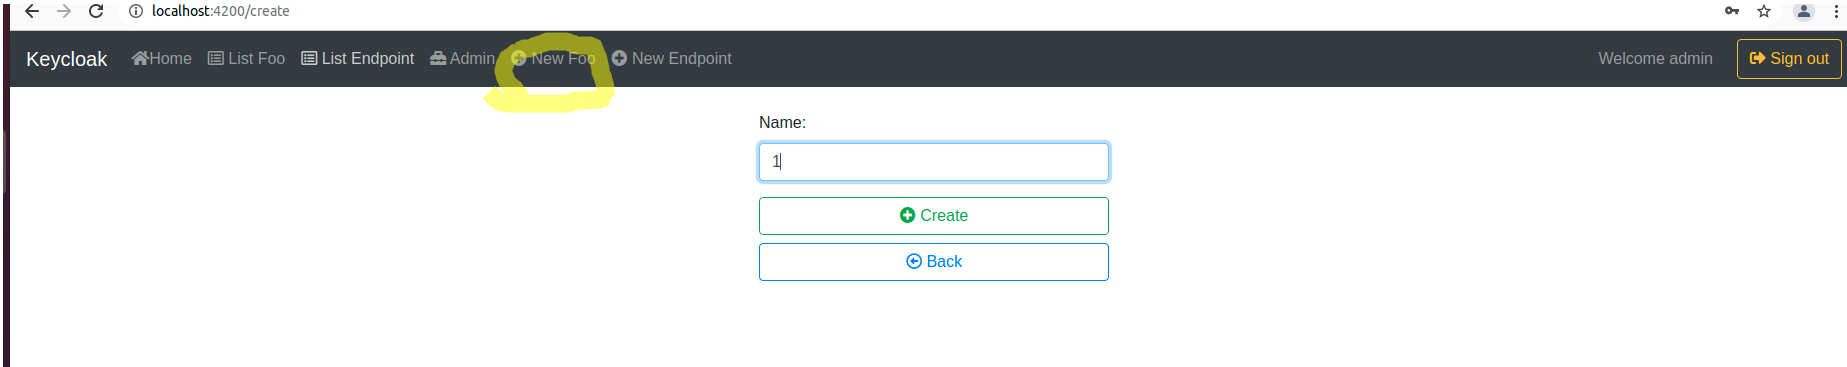 localhost:4200/create
Keycloak Home List Foo List Endpoint Admin New Foo New Endpoint Welcome admin Sign out
Name:
1
Create
Back